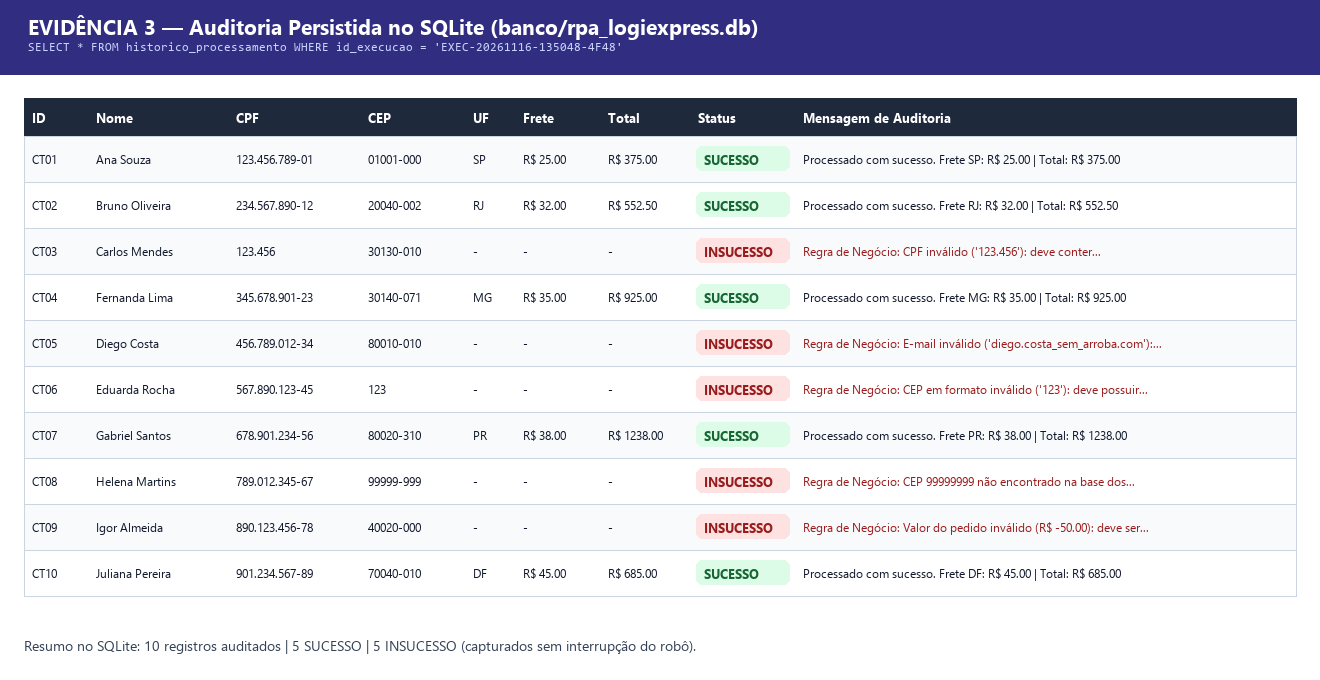 EVIDÊNCIA 3 — Auditoria Persistida no SQLite (banco/rpa_logiexpress.db)
SELECT * FROM historico_processamento WHERE id_execucao = 'EXEC-20261116-135048-4F48'
ID Nome CPF CEP UF Frete Total Status Mensagem de Auditoria
CT01 Ana Souza 123.456.789-01 01001-000 SP R$ 25.00 R$ 375.00 SUCESSO Processado com sucesso. Frete SP: R$ 25.00 | Total: R$ 375.00
CT02 Bruno Oliveira 234.567.890-12 20040-002 RJ R$ 32.00 R$ 552.50 SUCESSO Processado com sucesso. Frete RJ: R$ 32.00 | Total: R$ 552.50
CT03 Carlos Mendes 123.456 30130-010 - - - INSUCESSO Regra de Negócio: CPF inválido ('123.456'): deve conter...
CT04 Fernanda Lima 345.678.901-23 30140-071 MG R$ 35.00 R$ 925.00 SUCESSO Processado com sucesso. Frete MG: R$ 35.00 | Total: R$ 925.00
CT05 Diego Costa 456.789.012-34 80010-010 - - - INSUCESSO Regra de Negócio: E-mail inválido ('diego.costa_sem_arroba.com'):...
CT06 Eduarda Rocha 567.890.123-45 123 - - - INSUCESSO Regra de Negócio: CEP em formato inválido ('123'): deve possuir...
CT07 Gabriel Santos 678.901.234-56 80020-310 PR R$ 38.00 R$ 1238.00 SUCESSO Processado com sucesso. Frete PR: R$ 38.00 | Total: R$ 1238.00
CT08 Helena Martins 789.012.345-67 99999-999 - - - INSUCESSO Regra de Negócio: CEP 99999999 não encontrado na base dos...
CT09 Igor Almeida 890.123.456-78 40020-000 - - - INSUCESSO Regra de Negócio: Valor do pedido inválido (R$ -50.00): deve ser...
CT10 Juliana Pereira 901.234.567-89 70040-010 DF R$ 45.00 R$ 685.00 SUCESSO Processado com sucesso. Frete DF: R$ 45.00 | Total: R$ 685.00
Resumo no SQLite: 10 registros auditados | 5 SUCESSO | 5 INSUCESSO (capturados sem interrupção do robô).